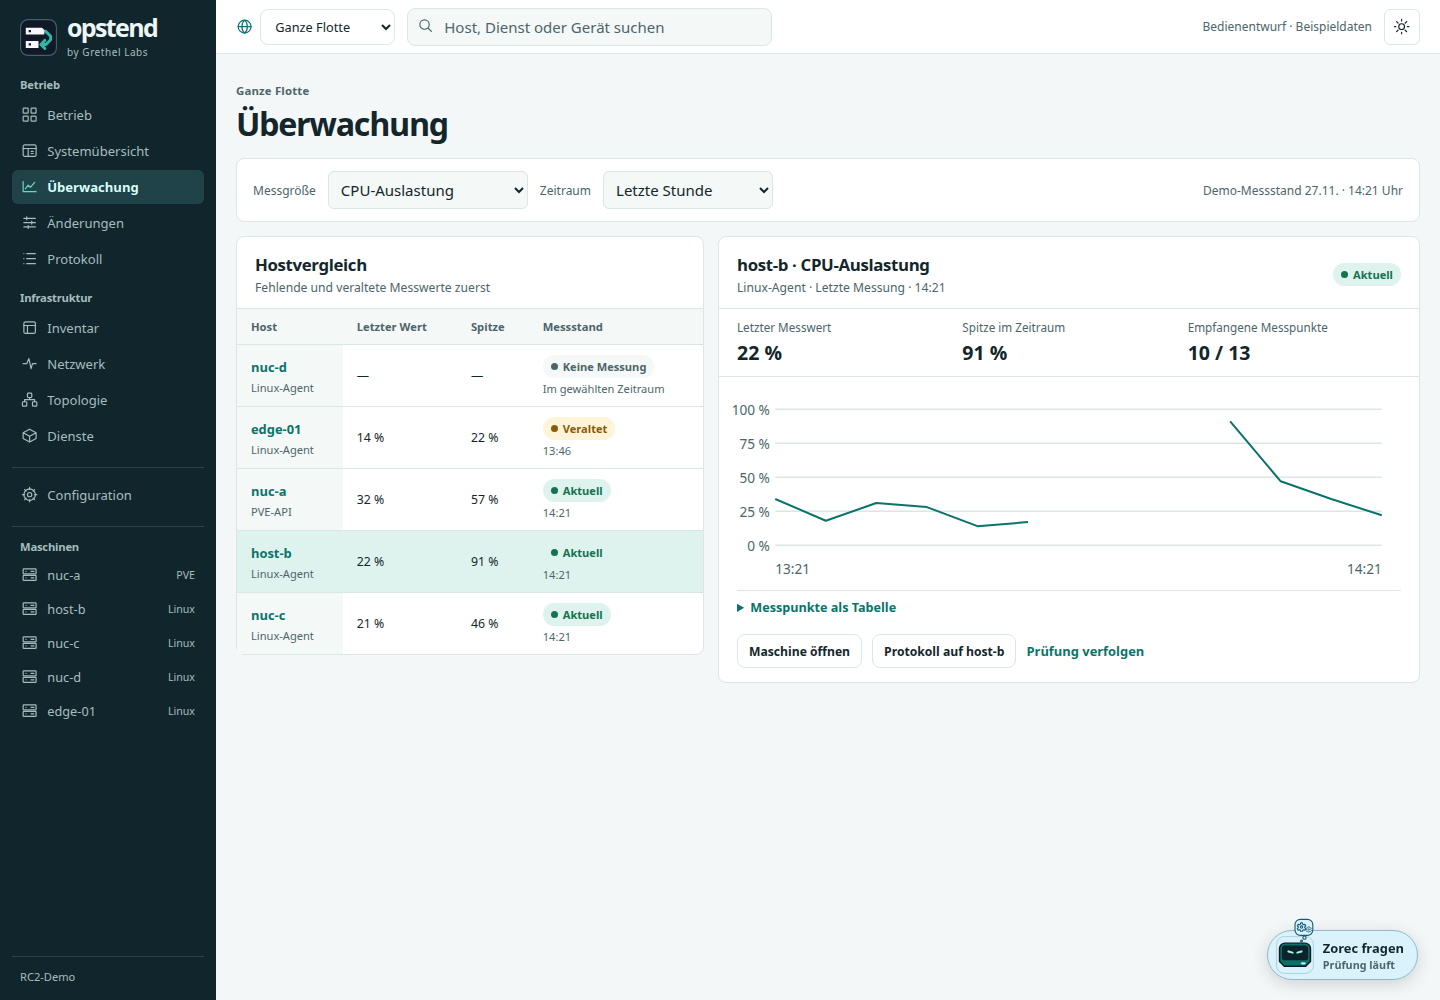 opstend
by Grethel Labs
Betrieb
Betrieb
Systemübersicht
Überwachung
Änderungen
Protokoll
Infrastruktur
Inventar
Netzwerk
Topologie
Dienste
Configuration
Maschinen
nuc-a PVE
host-b Linux
nuc-c Linux
nuc-d Linux
edge-01 Linux
RC2-Demo
Ganze Flotte
Host, Dienst oder Gerät suchen
Bedienentwurf · Beispieldaten
Ganze Flotte
Überwachung
Messgröße CPU-Auslastung Zeitraum Letzte Stunde
Demo-Messstand 27.11. · 14:21 Uhr
Hostvergleich
Fehlende und veraltete Messwerte zuerst
Host Letzter Wert Spitze Messstand
nuc-d — — Keine Messung
Linux-Agent Im gewählten Zeitraum
edge-01 14 % 22 % Veraltet
Linux-Agent 13:46
nuc-a 32 % 57 % Aktuell
PVE-API 14:21
host-b 22 % 91 % Aktuell
Linux-Agent 14:21
nuc-c 21 % 46 % Aktuell
Linux-Agent 14:21
host-b · CPU-Auslastung
Linux-Agent · Letzte Messung · 14:21
Aktuell
Letzter Messwert Spitze im Zeitraum Empfangene Messpunkte
22 % 91 % 10 / 13
100 %
75 %
50 %
25 %
0 %
13:21 14:21
Messpunkte als Tabelle
Maschine öffnen Protokoll auf host-b Prüfung verfolgen
Zorec fragen
Prüfung läuft